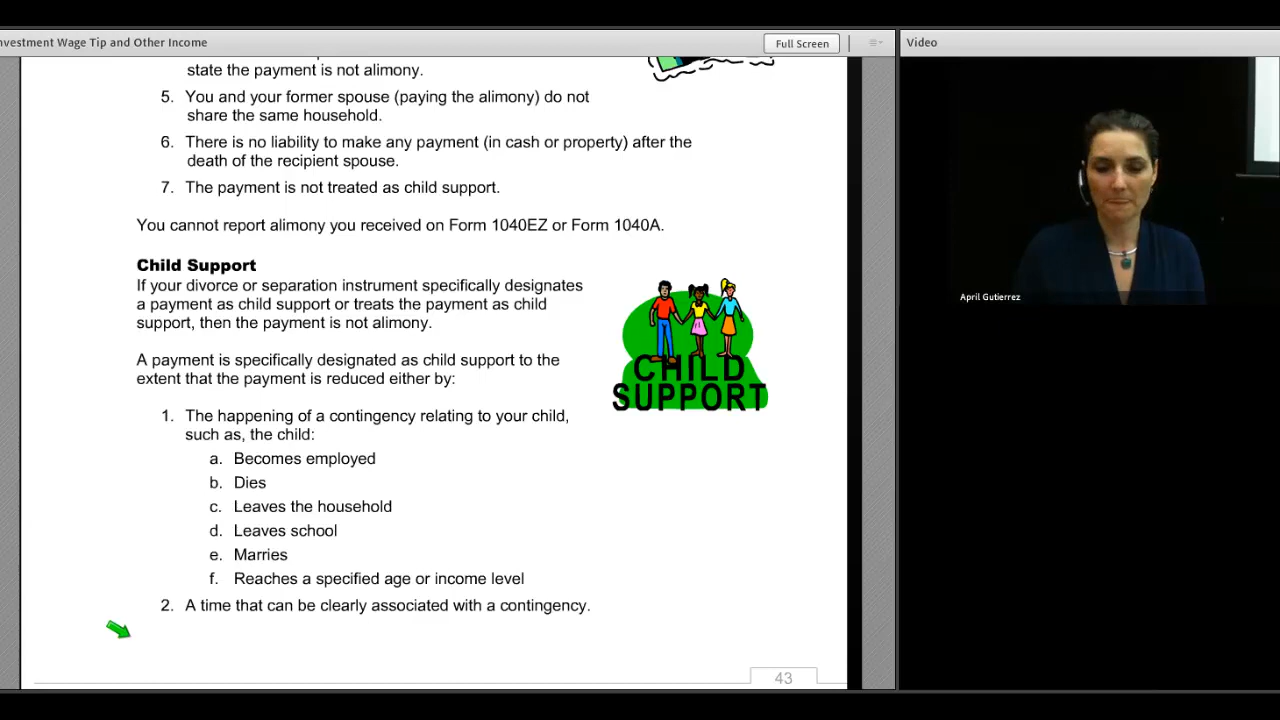 nvestment Wage Tip and Other Income
Full Screen
Video
state the payment is not alimony.
5. You and your former spouse (paying the alimony) do not
share the same household.
6. There is no liability to make any payment (in cash or property) after the
death of the recipient spouse.
7. The payment is not treated as child support.
You cannot report alimony you received on Form 1040EZ or Form 1040A.
Child Support
If your divorce or separation instrument specifically designates
a payment as child support or treats the payment as child
support, then the payment is not alimony.
A payment is specifically designated as child support to the
extent that the payment is reduced either by:
CHILD
SUPPORT
1. The happening of a contingency relating to your child,
such as, the child:
a. Becomes employed
b. Dies
c. Leaves the household
d. Leaves school
e. Marries
f. Reaches a specified age or income level
2. A time that can be clearly associated with a contingency.
43
April Gutierrez